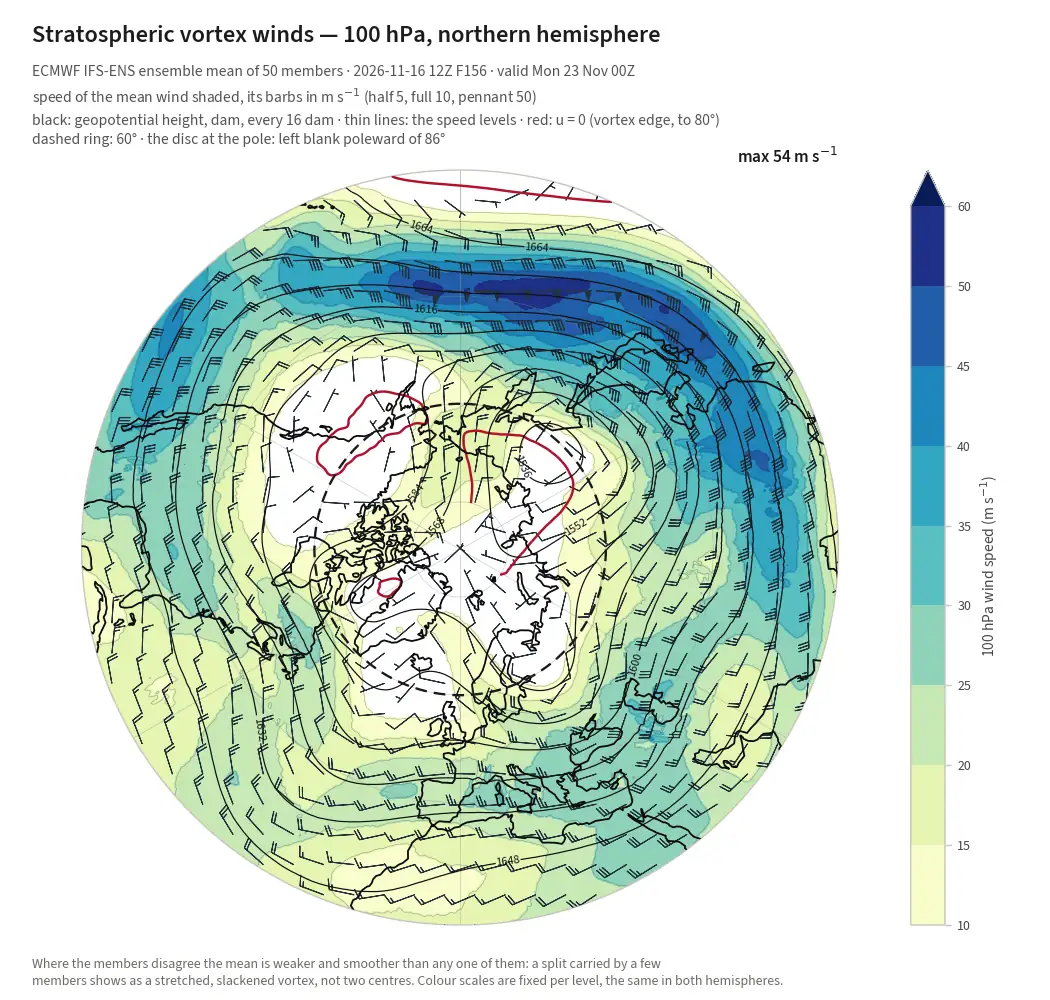 Stratospheric vortex winds — 100 hPa, northern hemisphere
ECMWF IFS-ENS ensemble mean of 50 members · 2026-11-16 12Z F156 · valid Mon 23 Nov 00Z
speed of the mean wind shaded, its barbs in m s⁻¹ (half 5, full 10, pennant 50)
black: geopotential height, dam, every 16 dam · thin lines: the speed levels · red: u = 0 (vortex edge, to 80°)
dashed ring: 60° · the disc at the pole: left blank poleward of 86°
max 54 m s⁻¹
1664
1664
1616
1536
1584
1568
1552
1600
1632
1648
60
50
45
40
35
30
25
20
15
10
100 hPa wind speed (m s⁻¹)
Where the members disagree the mean is weaker and smoother than any one of them: a split carried by a few
members shows as a stretched, slackened vortex, not two centres. Colour scales are fixed per level, the same in both hemispheres.